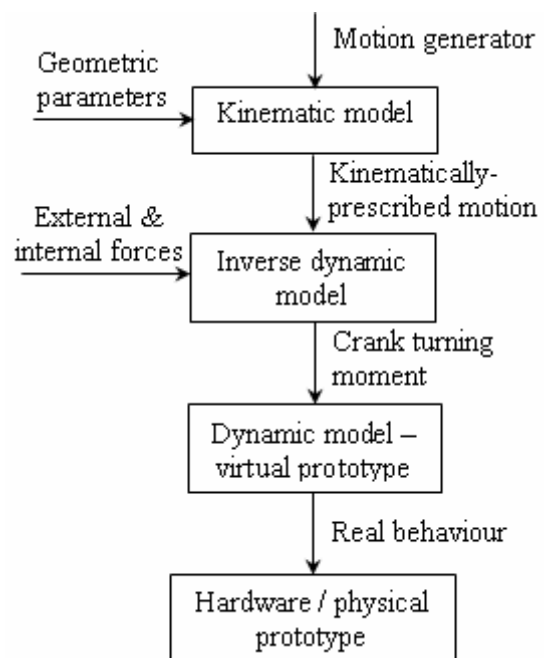 Motion generator
Geometric
parameters
Kinematic model
Kinematically-
prescribed motion
External &
internal forces
Inverse dynamic
model
Crank turning
moment
Dynamic model –
virtual prototype
Real behaviour
Hardware / physical
prototype